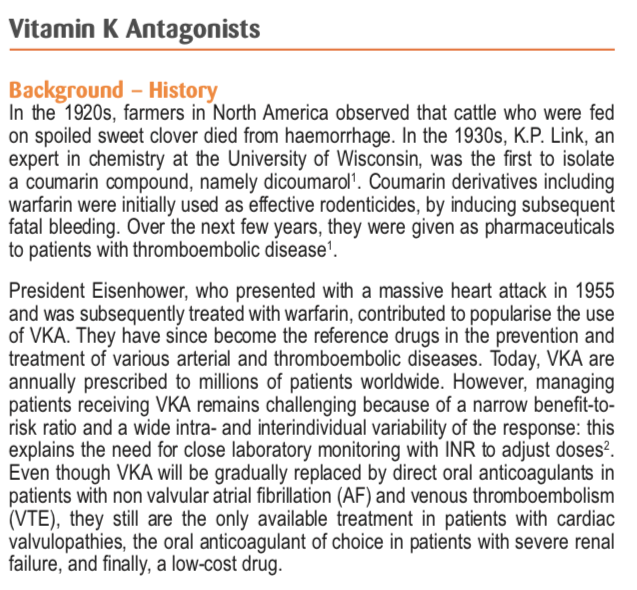 Vitamin K Antagonists
Background – History
In the 1920s, farmers in North America observed that cattle who were fed
on spoiled sweet clover died from haemorrhage. In the 1930s, K.P. Link, an
expert in chemistry at the University of Wisconsin, was the first to isolate
a coumarin compound, namely dicoumarol¹. Coumarin derivatives including
warfarin were initially used as effective rodenticides, by inducing subsequent
fatal bleeding. Over the next few years, they were given as pharmaceuticals
to patients with thromboembolic disease¹.
President Eisenhower, who presented with a massive heart attack in 1955
and was subsequently treated with warfarin, contributed to popularise the use
of VKA. They have since become the reference drugs in the prevention and
treatment of various arterial and thromboembolic diseases. Today, VKA are
annually prescribed to millions of patients worldwide. However, managing
patients receiving VKA remains challenging because of a narrow benefit-to-
risk ratio and a wide intra- and interindividual variability of the response: this
explains the need for close laboratory monitoring with INR to adjust doses².
Even though VKA will be gradually replaced by direct oral anticoagulants in
patients with non valvular atrial fibrillation (AF) and venous thromboembolism
(VTE), they still are the only available treatment in patients with cardiac
valvulopathies, the oral anticoagulant of choice in patients with severe renal
failure, and finally, a low-cost drug.